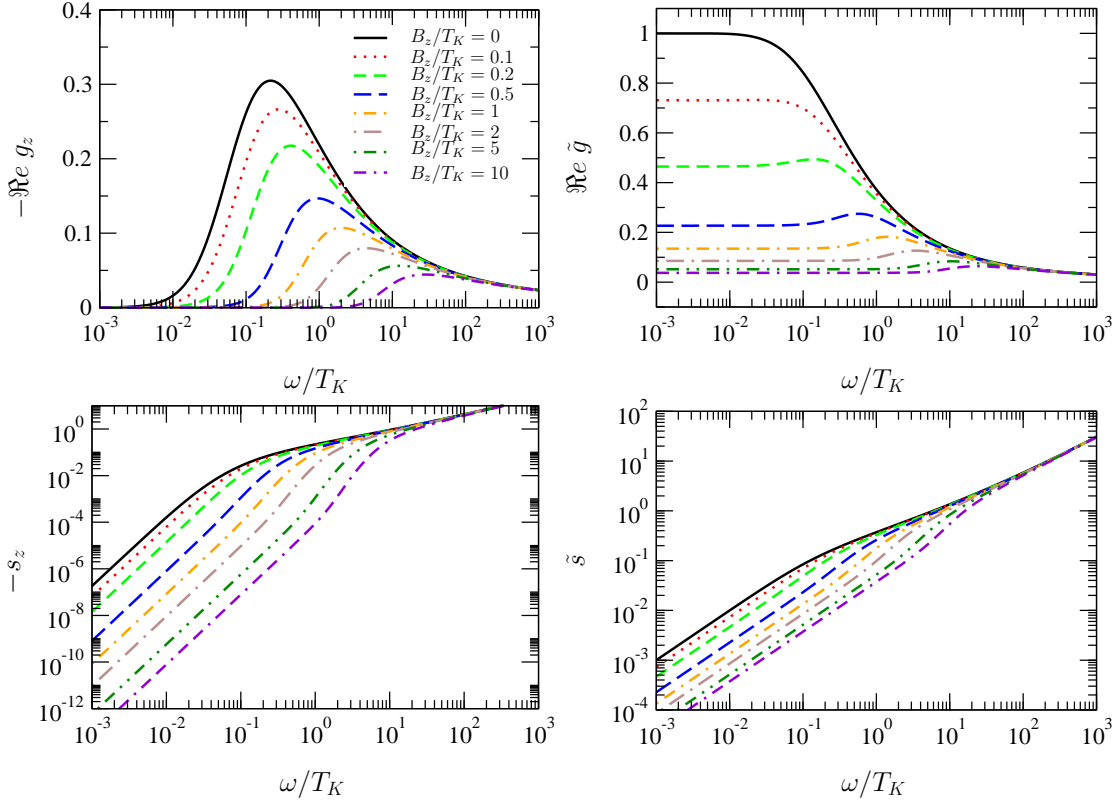 0.4
0.3
0.2
0.1
0
−ℜe g_z
B_z/T_K = 0
B_z/T_K = 0.1
B_z/T_K = 0.2
B_z/T_K = 0.5
B_z/T_K = 1
B_z/T_K = 2
B_z/T_K = 5
B_z/T_K = 10
10^-3 10^-2 10^-1 10^0 10^1 10^2 10^3
ω/T_K
1
0.8
0.6
0.4
0.2
0
ℜe g̃
10^-3 10^-2 10^-1 10^0 10^1 10^2 10^3
ω/T_K
10^0
10^-2
10^-4
10^-6
10^-8
10^-10
10^-12
−s_z
10^-3 10^-2 10^-1 10^0 10^1 10^2 10^3
ω/T_K
10^2
10^1
10^0
10^-1
10^-2
10^-3
10^-4
s̃
10^-3 10^-2 10^-1 10^0 10^1 10^2 10^3
ω/T_K